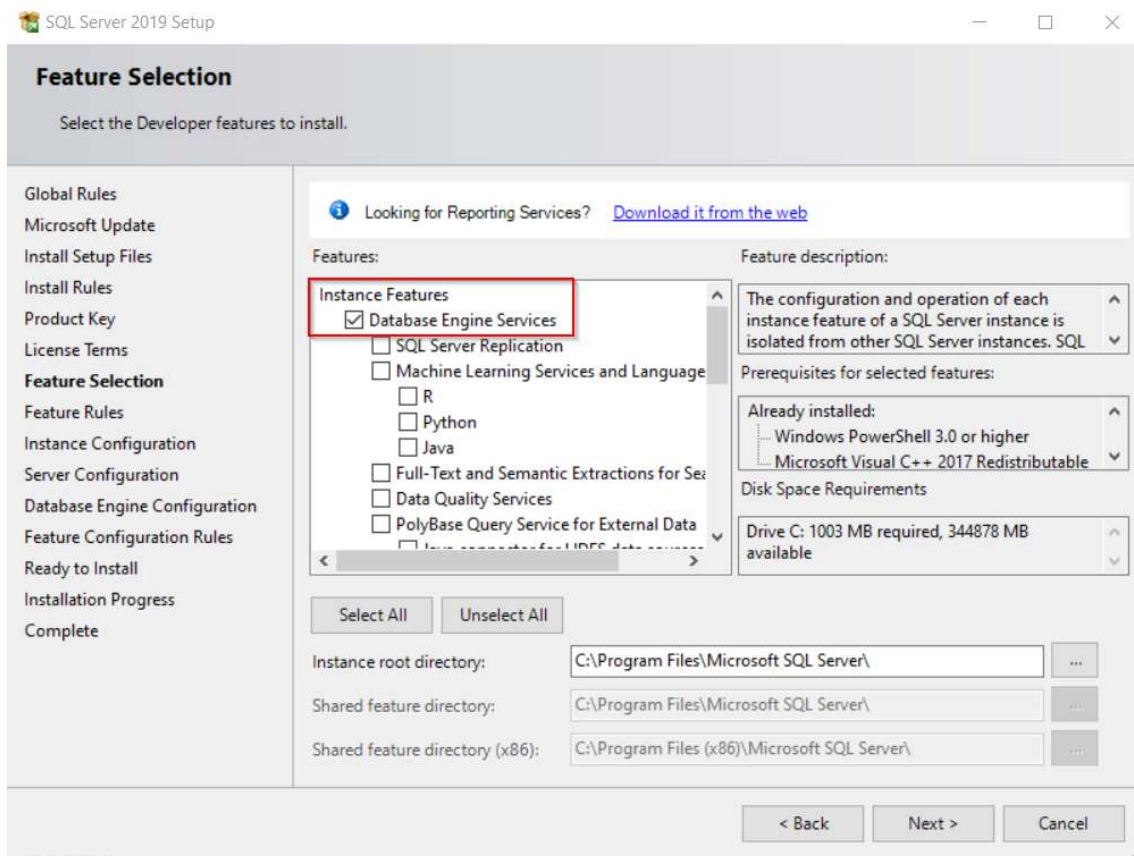 SQL Server 2019 Setup
Feature Selection
Select the Developer features to install.
Global Rules
Microsoft Update
Install Setup Files
Install Rules
Product Key
License Terms
Feature Selection
Feature Rules
Instance Configuration
Server Configuration
Database Engine Configuration
Feature Configuration Rules
Ready to Install
Installation Progress
Complete
Looking for Reporting Services? Download it from the web
Features:
Instance Features
Database Engine Services
SQL Server Replication
Machine Learning Services and Language
R
Python
Java
Full-Text and Semantic Extractions for Sea
Data Quality Services
PolyBase Query Service for External Data
Feature description:
The configuration and operation of each
instance feature of a SQL Server instance is
isolated from other SQL Server instances. SQL
Prerequisites for selected features:
Already installed:
Windows PowerShell 3.0 or higher
Microsoft Visual C++ 2017 Redistributable
Disk Space Requirements
Drive C: 1003 MB required, 344878 MB
available
Select All
Unselect All
Instance root directory: C:\Program Files\Microsoft SQL Server\ ...
Shared feature directory: C:\Program Files\Microsoft SQL Server\ ...
Shared feature directory (x86): C:\Program Files (x86)\Microsoft SQL Server\ ...
< Back
Next >
Cancel